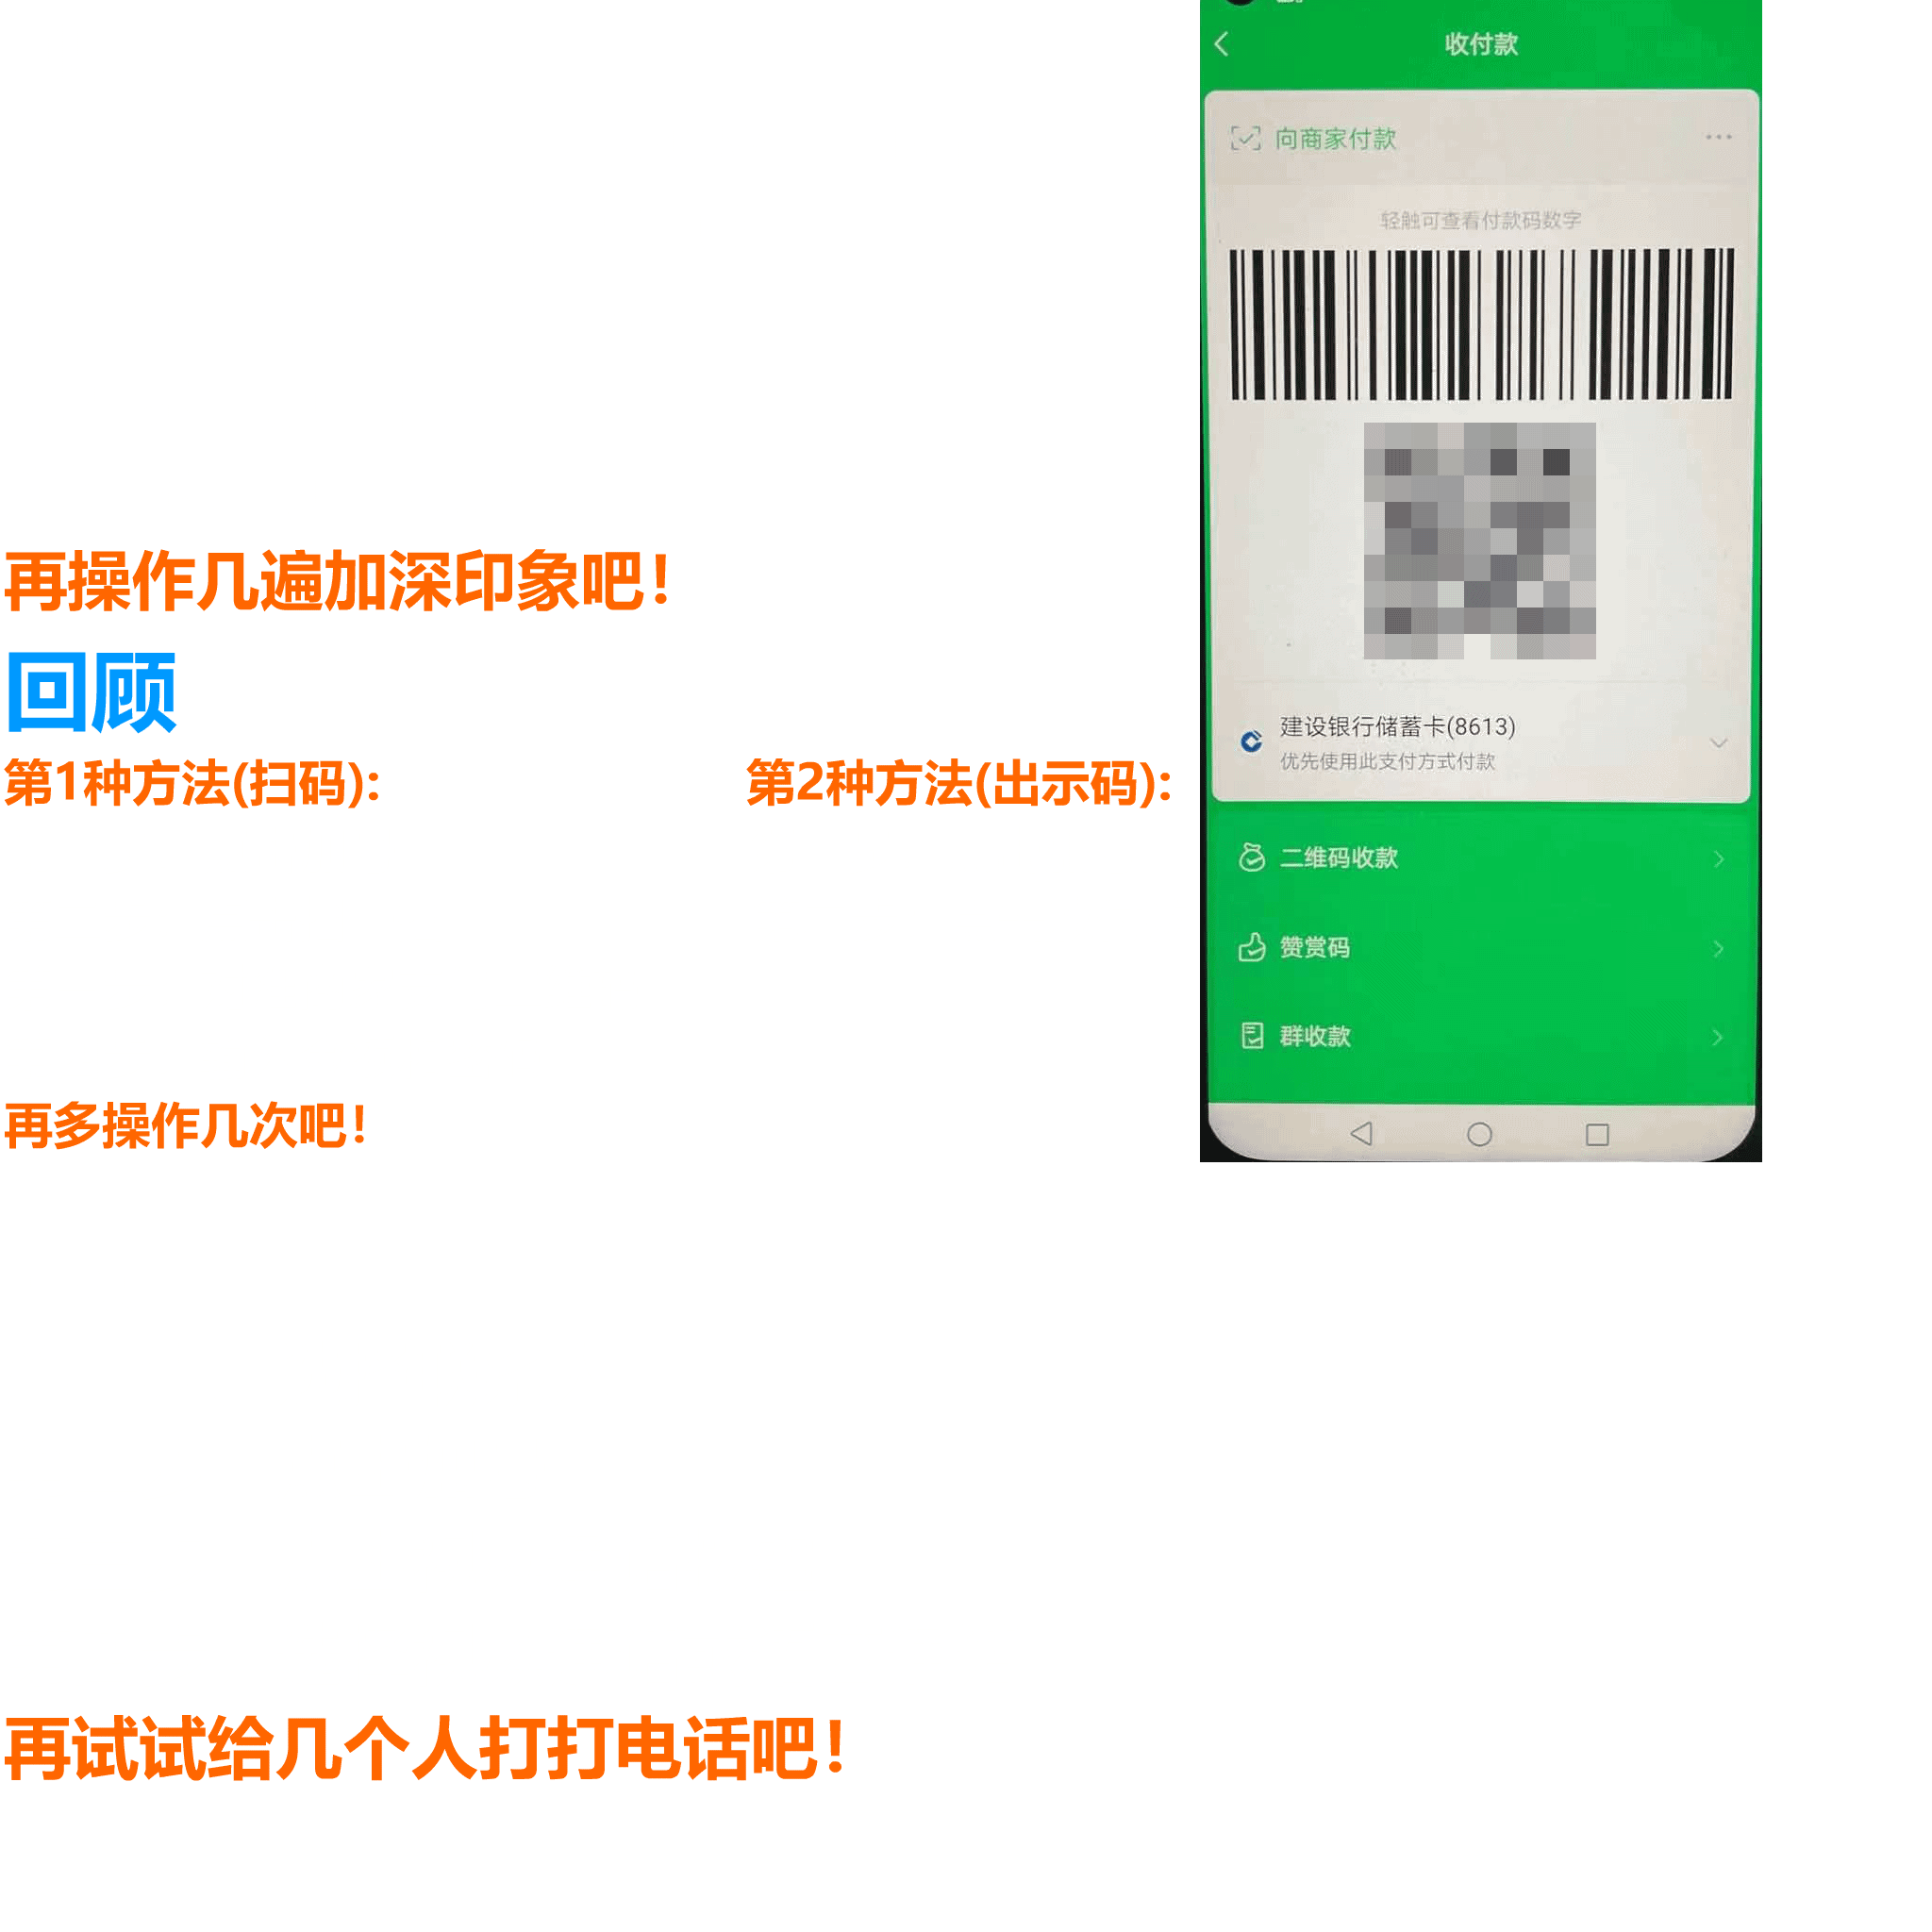 收付款
向商家付款
轻触可查看付款码数字
建设银行储蓄卡(8613)
优先使用此支付方式付款
二维码收款
赞赏码
群收款
再操作几遍加深印象吧！
回顾
第1种方法(扫码):
第2种方法(出示码):
再多操作几次吧！
再试试给几个人打打电话吧！